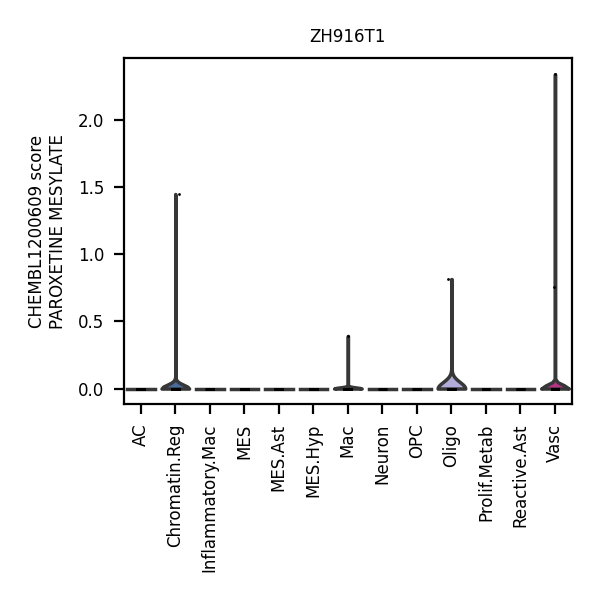 ZH916T1
CHEMBL1200609 score
PAROXETINE MESYLATE
2.0
1.5
1.0
0.5
0.0
AC
Chromatin.Reg
Inflammatory.Mac
MES
MES.Ast
MES.Hyp
Mac
Neuron
OPC
Oligo
Prolif.Metab
Reactive.Ast
Vasc